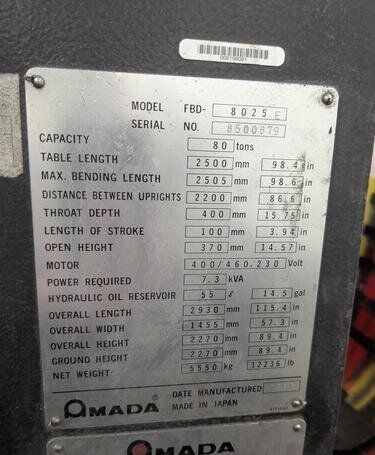 MODEL FBD- 8025 E
SERIAL NO. 8500679
CAPACITY 80 tons
TABLE LENGTH 2500 mm 98.4 in
MAX. BENDING LENGTH 2505 mm 98.6 in
DISTANCE BETWEEN UPRIGHTS 2200 mm 86.6 in
THROAT DEPTH 400 mm 15.75 in
LENGTH OF STROKE 100 mm 3.94 in
OPEN HEIGHT 370 mm 14.57 in
MOTOR 400/460.230 Volt
POWER REQUIRED 7.3 kVA
HYDRAULIC OIL RESERVOIR 55 ℓ 14.5 gal
OVERALL LENGTH 2930 mm 115.4 in
OVERALL WIDTH 1455 mm 57.3 in
OVERALL HEIGHT 2270 mm 89.4 in
GROUND HEIGHT 2270 mm 89.4 in
NET WEIGHT 5550 kg 12236 lb
AMADA ® DATE MANUFACTURED
MADE IN JAPAN
AMADA